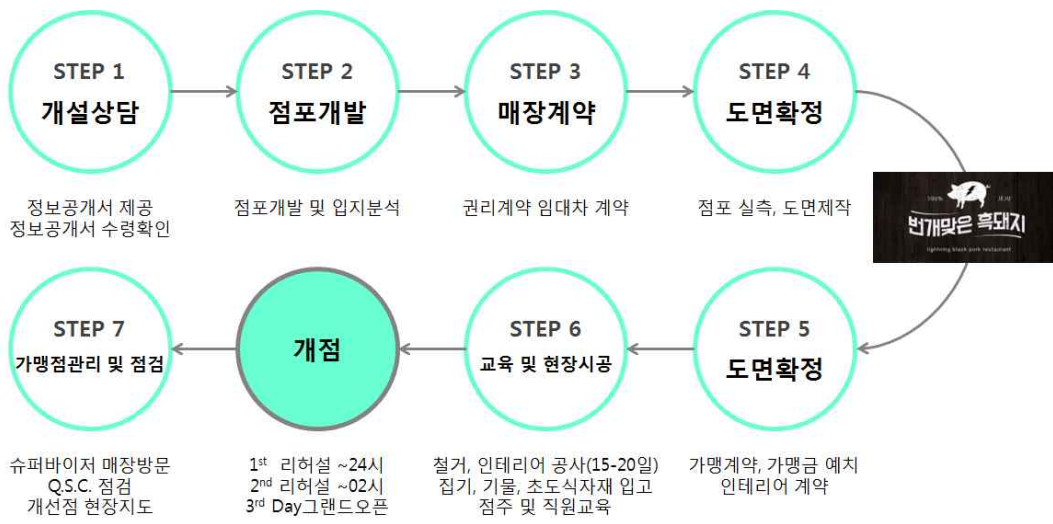 STEP 1
개설상담
정보공개서 제공
정보공개서 수령확인
STEP 2
점포개발
점포개발 및 입지분석
STEP 3
매장계약
권리계약 임대차 계약
STEP 4
도면확정
점포 실측, 도면제작
100%
번개맞은 흑돼지
lightning black pork restaurant
STEP 5
도면확정
가맹계약, 가맹금 예치
인테리어 계약
STEP 6
교육 및 현장시공
철거, 인테리어 공사(15-20일)
집기, 기물, 초도식자재 입고
점주 및 직원교육
개점
1st 리허설 ~24시
2nd 리허설 ~02시
3rd Day그랜드오픈
STEP 7
가맹점관리 및 점검
슈퍼바이저 매장방문
Q.S.C. 점검
개선점 현장지도